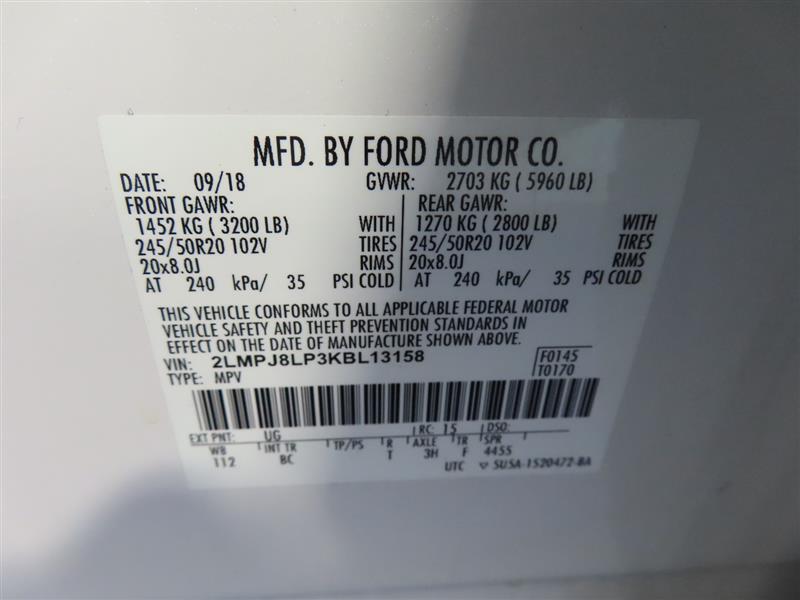 MFD. BY FORD MOTOR CO.
DATE: 09/18 GVWR: 2703 KG ( 5960 LB)
FRONT GAWR: REAR GAWR:
1452 KG ( 3200 LB) WITH 1270 KG ( 2800 LB) WITH
245/50R20 102V TIRES 245/50R20 102V TIRES
20x8.0J RIMS 20x8.0J RIMS
AT 240 kPa/ 35 PSI COLD AT 240 kPa/ 35 PSI COLD
THIS VEHICLE CONFORMS TO ALL APPLICABLE FEDERAL MOTOR
VEHICLE SAFETY AND THEFT PREVENTION STANDARDS IN
EFFECT ON THE DATE OF MANUFACTURE SHOWN ABOVE.
VIN: 2LMPJ8LP3KBL13158 F0145
TYPE: MPV T0170
EXT PNT: UG RC: 15 DSO:
WB INT TR TP/PS R AXLE TR SPR
112 BC T 3H F 4455
UTC ▽ SUSA-1520472-BA